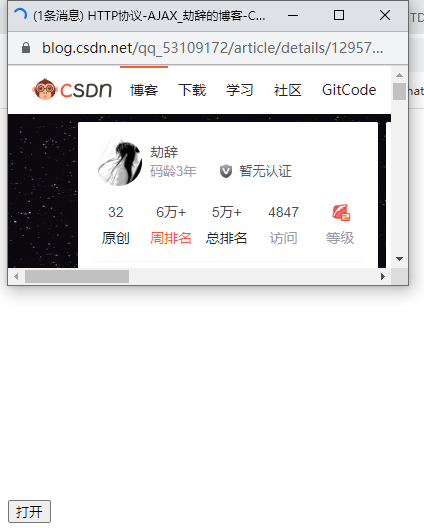 (1条消息) HTTP协议-AJAX_劫辞的博客-C...
TD
blog.csdn.net/qq_53109172/article/details/12957...
hat
CSDN 博客 下载 学习 社区 GitCode
劫辞
码龄3年 暂无认证
32 6万+ 5万+ 4847
原创 周排名 总排名 访问 等级
打开